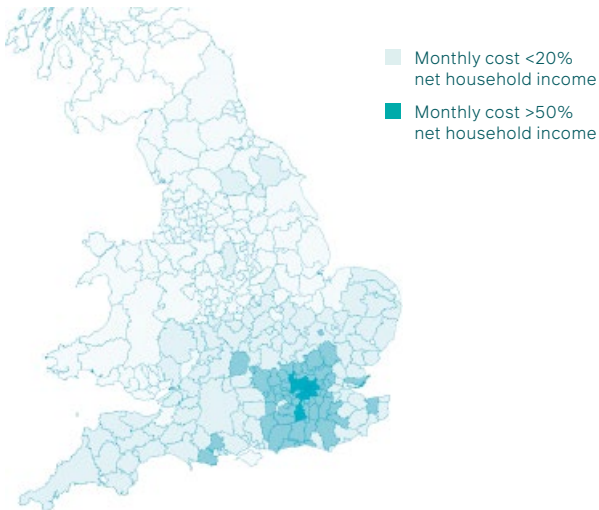 Monthly cost <20%
net household income
Monthly cost >50%
net household income